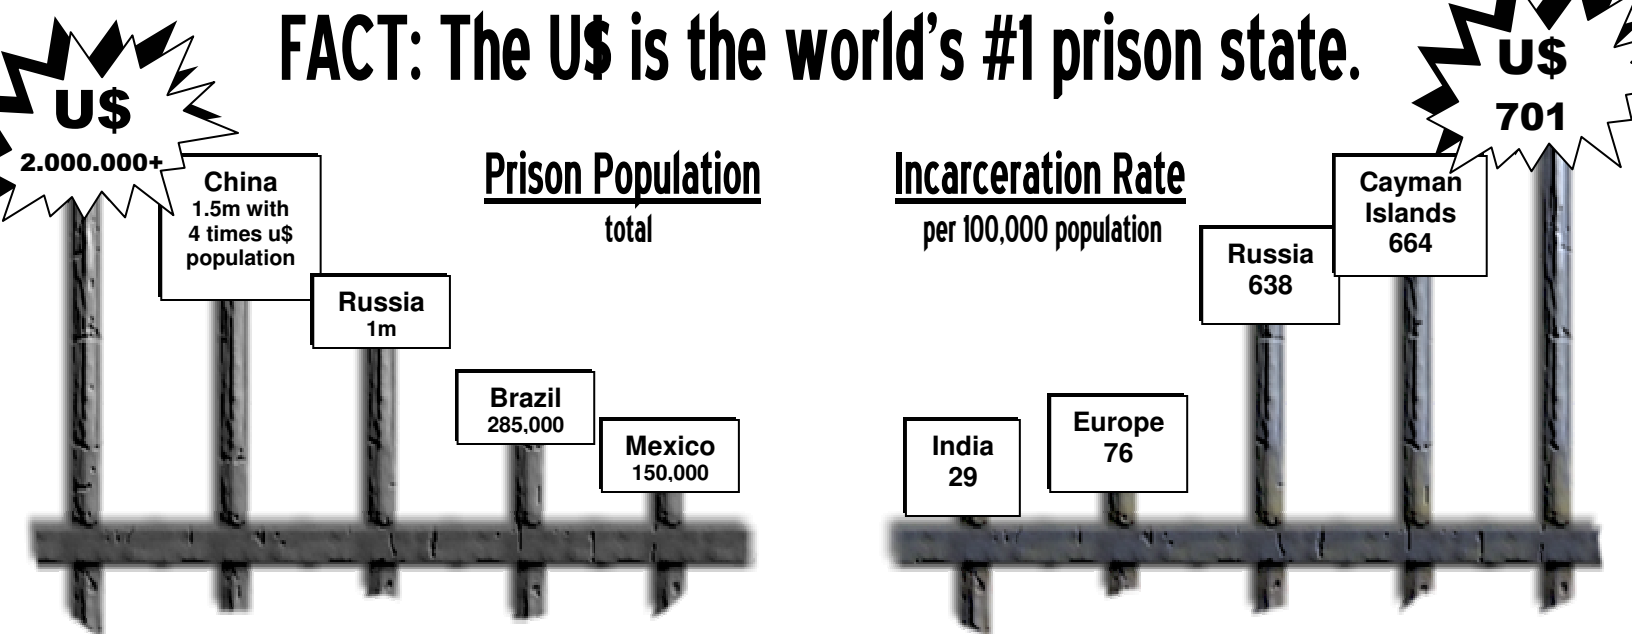 FACT: The U$ is the world's #1 prison state.
U$
2.000.000+
China
1.5m with
4 times u$
population
Russia
1m
Brazil
285,000
Mexico
150,000
Prison Population
total
Incarceration Rate
per 100,000 population
India
29
Europe
76
Russia
638
Cayman
Islands
664
U$
701